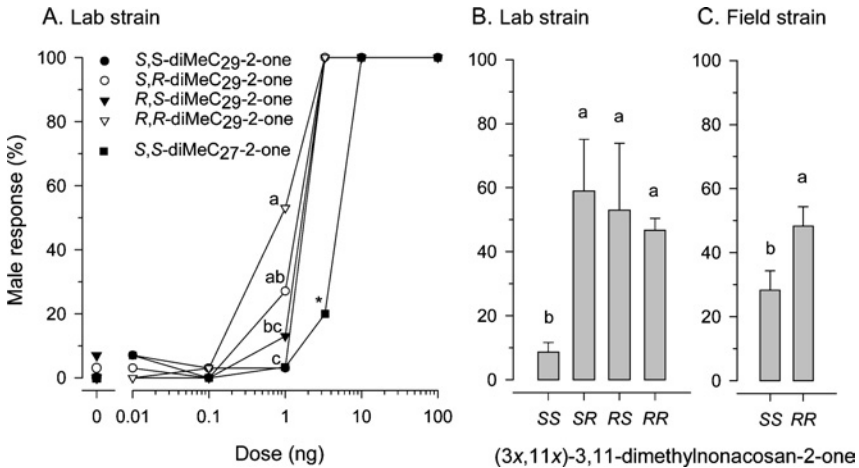 A. Lab strain
S,S-diMeC29-2-one
S,R-diMeC29-2-one
R,S-diMeC29-2-one
R,R-diMeC29-2-one
S,S-diMeC27-2-one
Male response (%)
100
80
60
40
20
0
a
ab
bc
c
*
0 0.01 0.1 1 10 100
Dose (ng)
B. Lab strain
100
80
60
40
20
0
b a a a
SS SR RS RR
C. Field strain
100
80
60
40
20
0
b a
SS RR
(3x,11x)-3,11-dimethylnonacosan-2-one